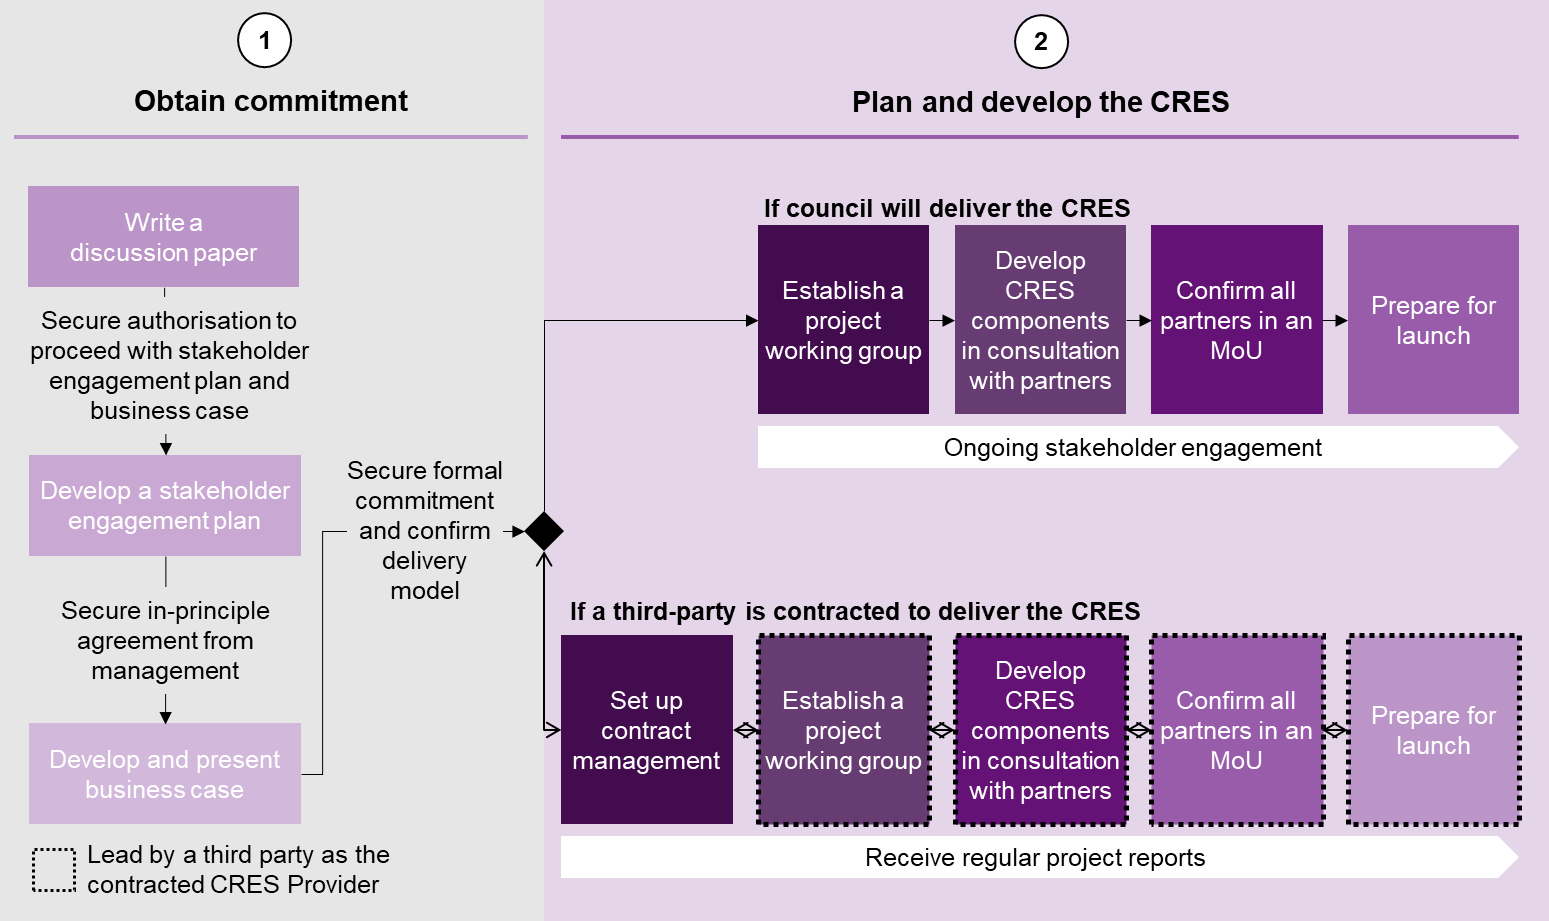 1
Obtain commitment
Write a
discussion paper
Secure authorisation to
proceed with stakeholder
engagement plan and
business case
Develop a stakeholder
engagement plan
Secure in-principle
agreement from
management
Develop and present
business case
Secure formal
commitment
and confirm
delivery
model
Lead by a third party as the
contracted CRES Provider
2
Plan and develop the CRES
If council will deliver the CRES
Establish a
project
working group
Develop
CRES
components
in consultation
with partners
Confirm all
partners in an
MoU
Prepare for
launch
Ongoing stakeholder engagement
If a third-party is contracted to deliver the CRES
Set up
contract
management
Establish a
project
working group
Develop
CRES
components
in consultation
with partners
Confirm all
partners in an
MoU
Prepare for
launch
Receive regular project reports